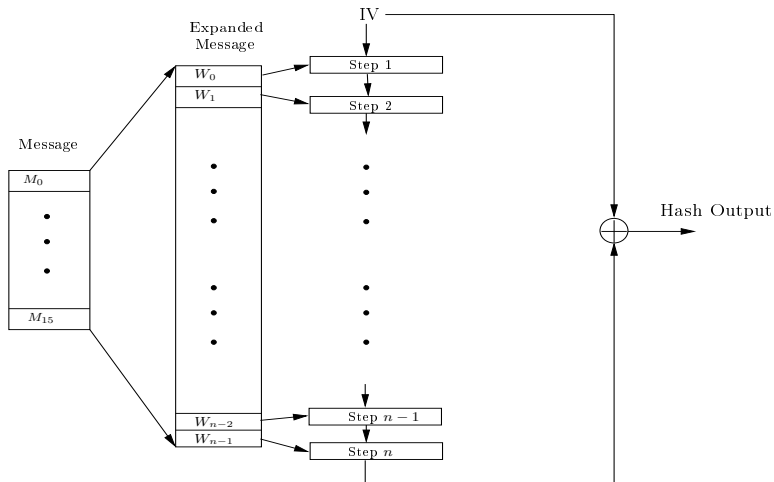 IV
Expanded
Message
W₀
Step 1
W₁
Step 2
Message
M₀
Hash Output
M₁₅
Wₙ₋₂
Step n − 1
Wₙ₋₁
Step n